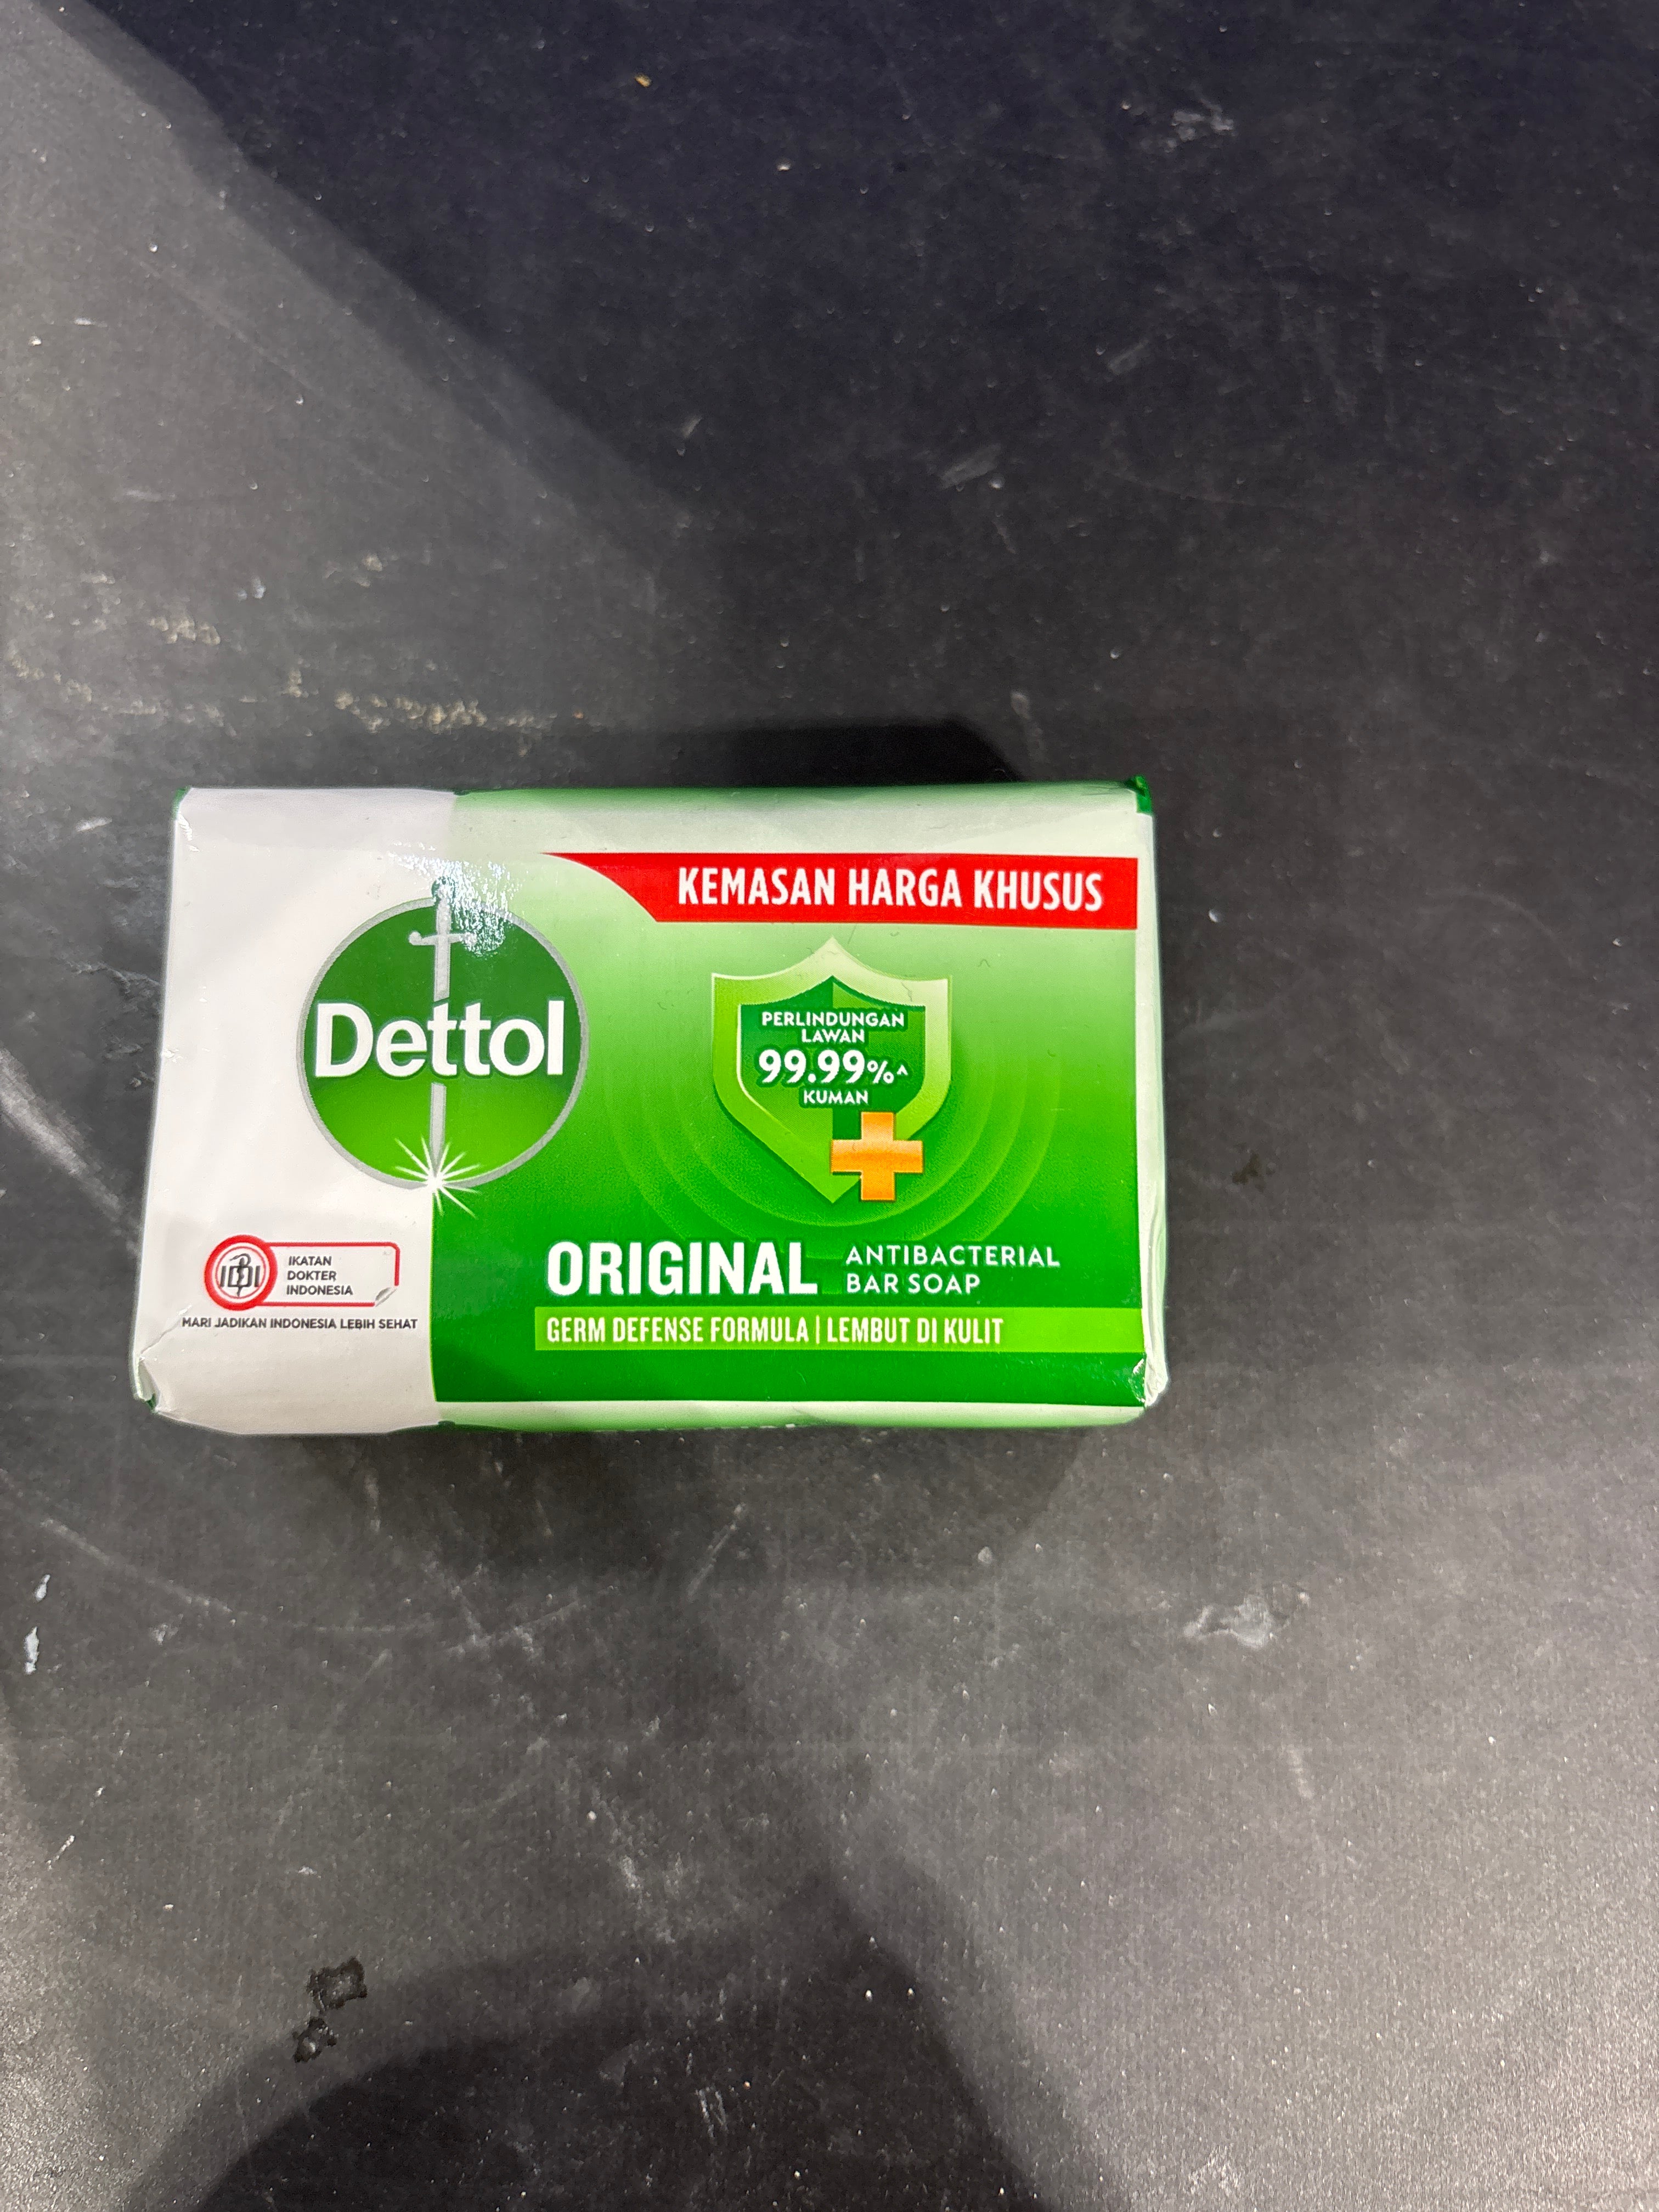 KEMASAN HARGA KHUSUS
Dettol
PERLINDUNGAN
LAWAN
99.99%^
KUMAN
ORIGINAL
ANTIBACTERIAL
BAR SOAP
GERM DEFENSE FORMULA | LEMBUT DI KULIT
IDI
IKATAN
DOKTER
INDONESIA
MARI JADIKAN INDONESIA LEBIH SEHAT